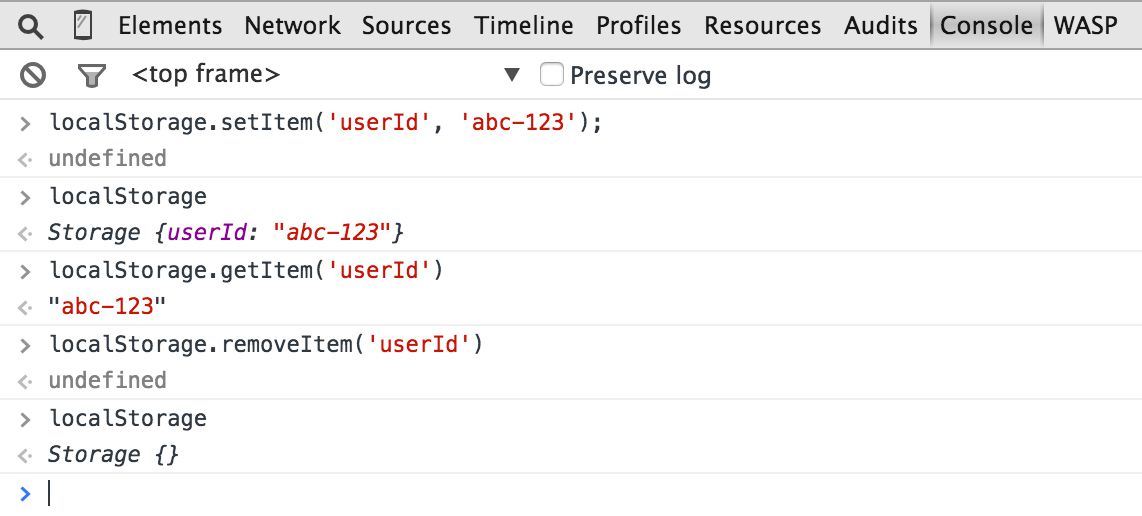 Elements Network Sources Timeline Profiles Resources Audits Console WASP
<top frame> ▼ Preserve log
> localStorage.setItem('userId', 'abc-123');
<· undefined
> localStorage
<· Storage {userId: "abc-123"}
> localStorage.getItem('userId')
<· "abc-123"
> localStorage.removeItem('userId')
<· undefined
> localStorage
<· Storage {}
>